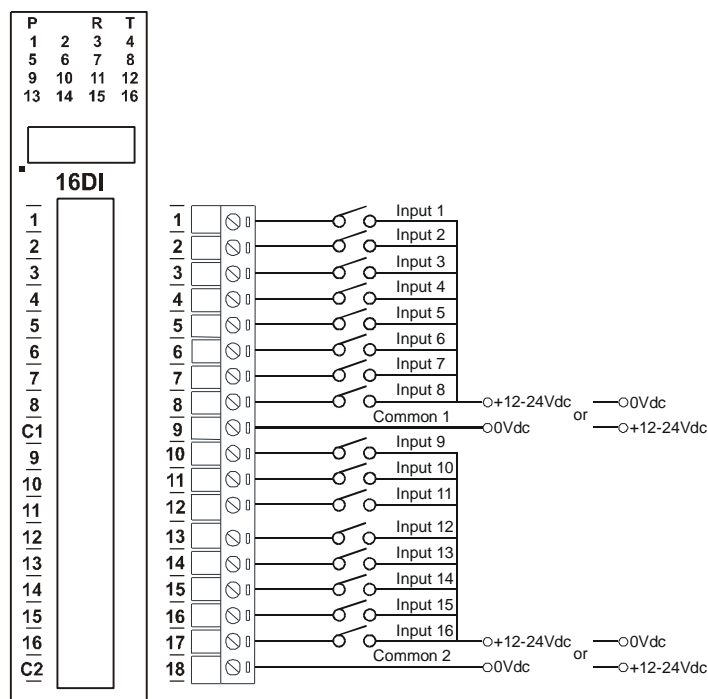 P R T
1 2 3 4
5 6 7 8
9 10 11 12
13 14 15 16
16DI
1
2
3
4
5
6
7
8
C1
9
10
11
12
13
14
15
16
C2
1 Input 1
2 Input 2
3 Input 3
4 Input 4
5 Input 5
6 Input 6
7 Input 7
8 Input 8 +12-24Vdc or 0Vdc
9 Common 1 0Vdc +12-24Vdc
10 Input 9
11 Input 10
12 Input 11
13 Input 12
14 Input 13
15 Input 14
16 Input 15
17 Input 16 +12-24Vdc or 0Vdc
18 Common 2 0Vdc +12-24Vdc